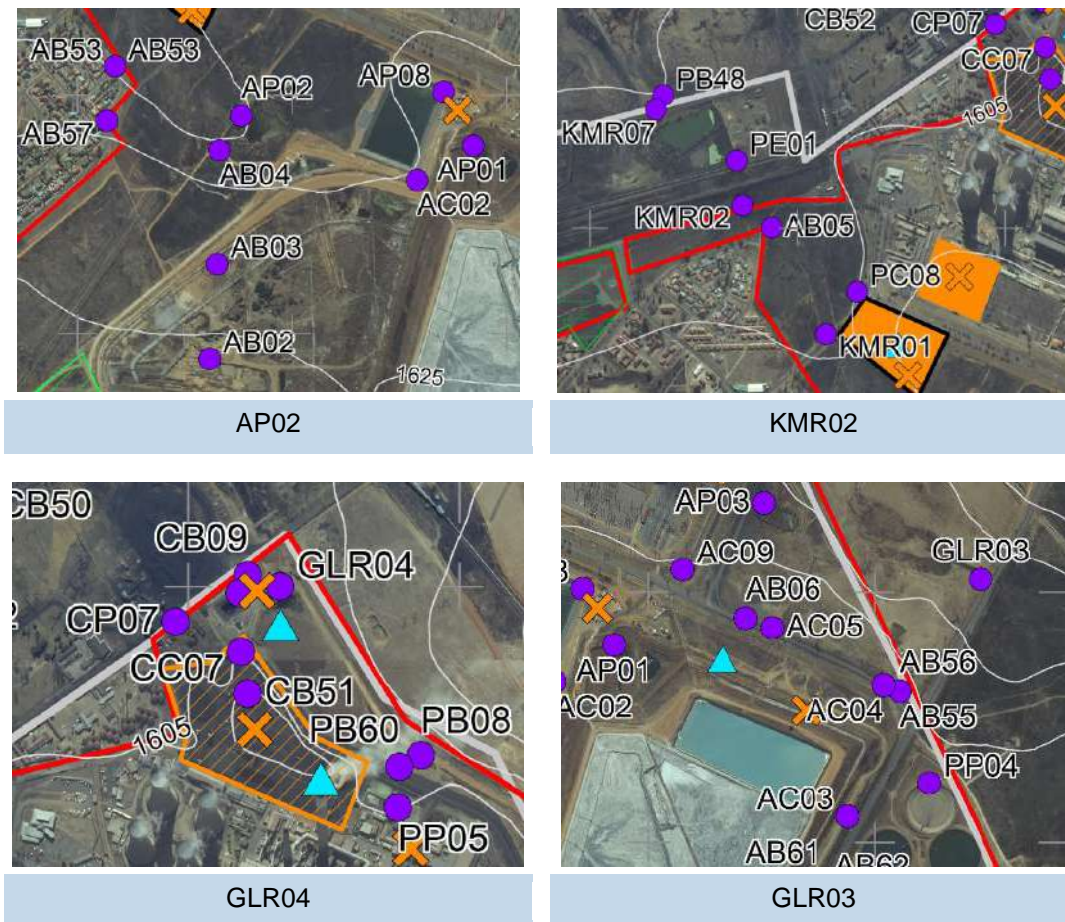 AB53 AB53
AP02
AP08
AB57
AB04
AP01
AC02
AB03
AB02
1625
AP02
CB52
CP07
CC07
PB48
1605
KMR07
PE01
KMR02
AB05
PC08
KMR01
KMR02
CB50
CB09
GLR04
CP07
CC07
CB51
PB60
PB08
1605
PP05
GLR04
AP03
AC09
GLR03
AB06
AC05
AP01
AB56
AC02
AC04
AB55
PP04
AC03
AB61
AB62
GLR03